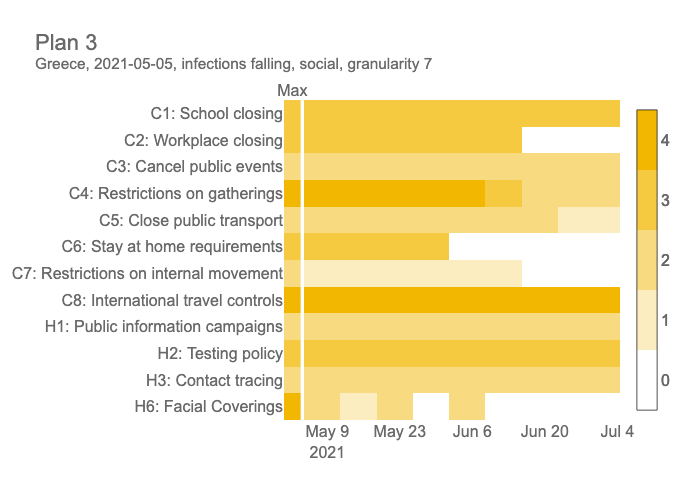 Plan 3
Greece, 2021-05-05, infections falling, social, granularity 7
Max
C1: School closing
C2: Workplace closing
C3: Cancel public events
C4: Restrictions on gatherings
C5: Close public transport
C6: Stay at home requirements
C7: Restrictions on internal movement
C8: International travel controls
H1: Public information campaigns
H2: Testing policy
H3: Contact tracing
H6: Facial Coverings
May 9 May 23 Jun 6 Jun 20 Jul 4
2021
4
3
2
1
0